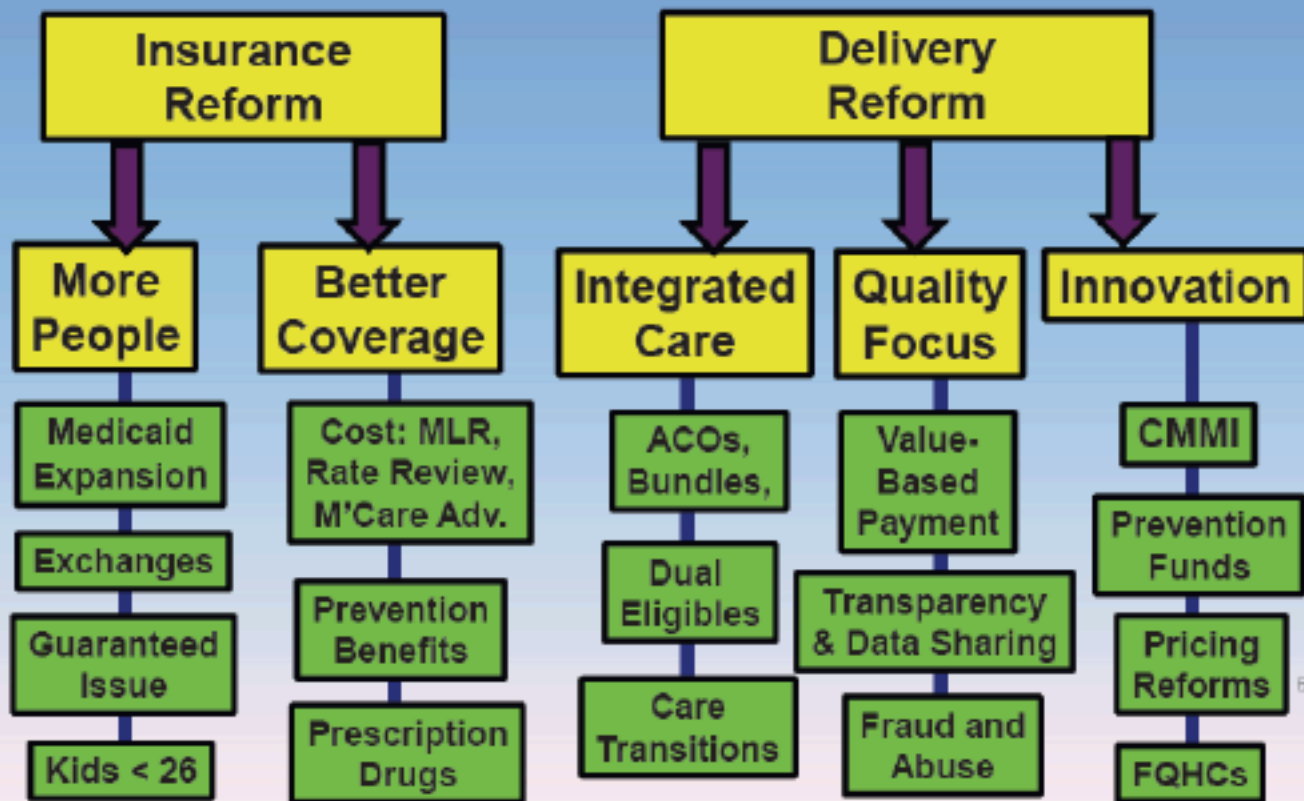 Insurance
Reform
Delivery
Reform
More
People
Better
Coverage
Integrated
Care
Quality
Focus
Innovation
Medicaid
Expansion
Exchanges
Guaranteed
Issue
Kids < 26
Cost: MLR,
Rate Review,
M'Care Adv.
Prevention
Benefits
Prescription
Drugs
ACOs,
Bundles,
Dual
Eligibles
Care
Transitions
Value-
Based
Payment
Transparency
& Data Sharing
Fraud and
Abuse
CMMI
Prevention
Funds
Pricing
Reforms
FQHCs